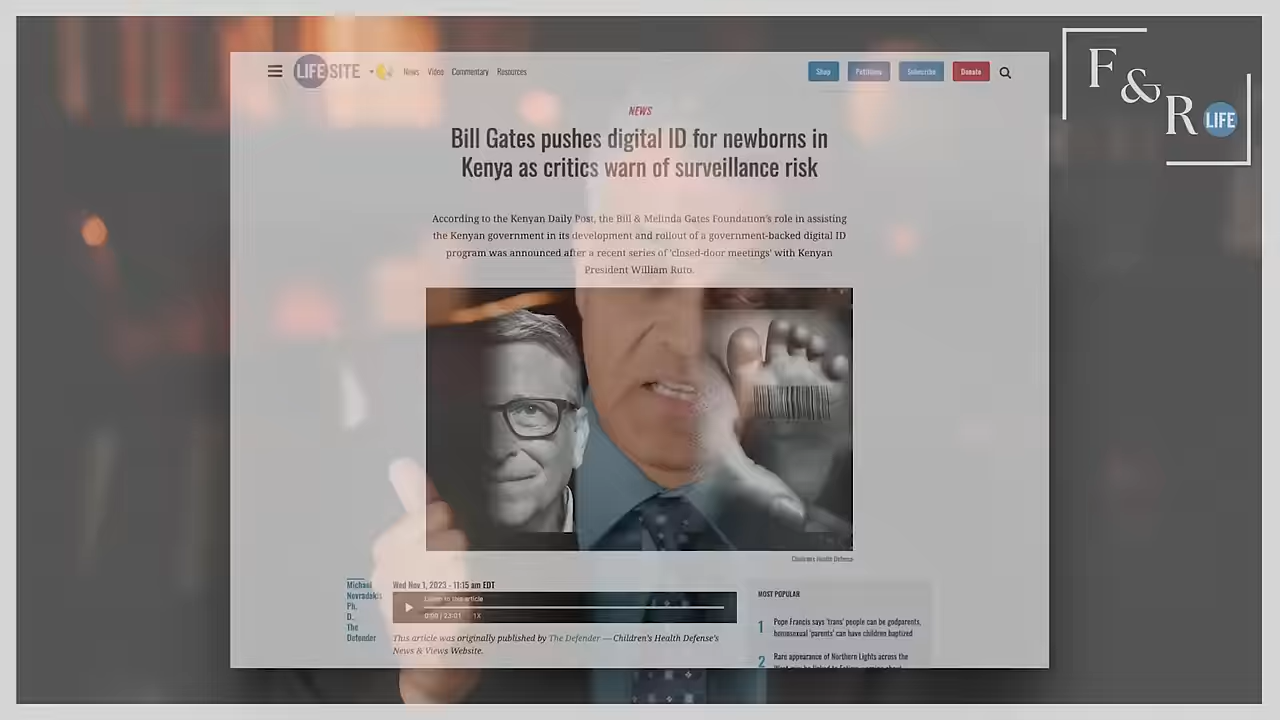 LIFE SITE
News Video Commentary Resources
Shop Petitions Subscribe Donate
F & R LIFE
NEWS
Bill Gates pushes digital ID for newborns in
Kenya as critics warn of surveillance risk
According to the Kenyan Daily Post, the Bill & Melinda Gates Foundation's role in assisting
the Kenyan government in its development and rollout of a government-backed digital ID
program was announced after a recent series of 'closed-door meetings' with Kenyan
President William Ruto.
Children's Health Defense
Michael
Nevradakis
Ph.
D.,
The
Defender
Wed Nov 1, 2023 - 11:15 am EDT
Listen to this article
0:00 / 23:01 1X
This article was originally published by The Defender — Children's Health Defense's
News & Views Website.
MOST POPULAR
1 Pope Francis says 'trans' people can be godparents,
homosexual 'parents' can have children baptized
2 Rare appearance of Northern Lights across the